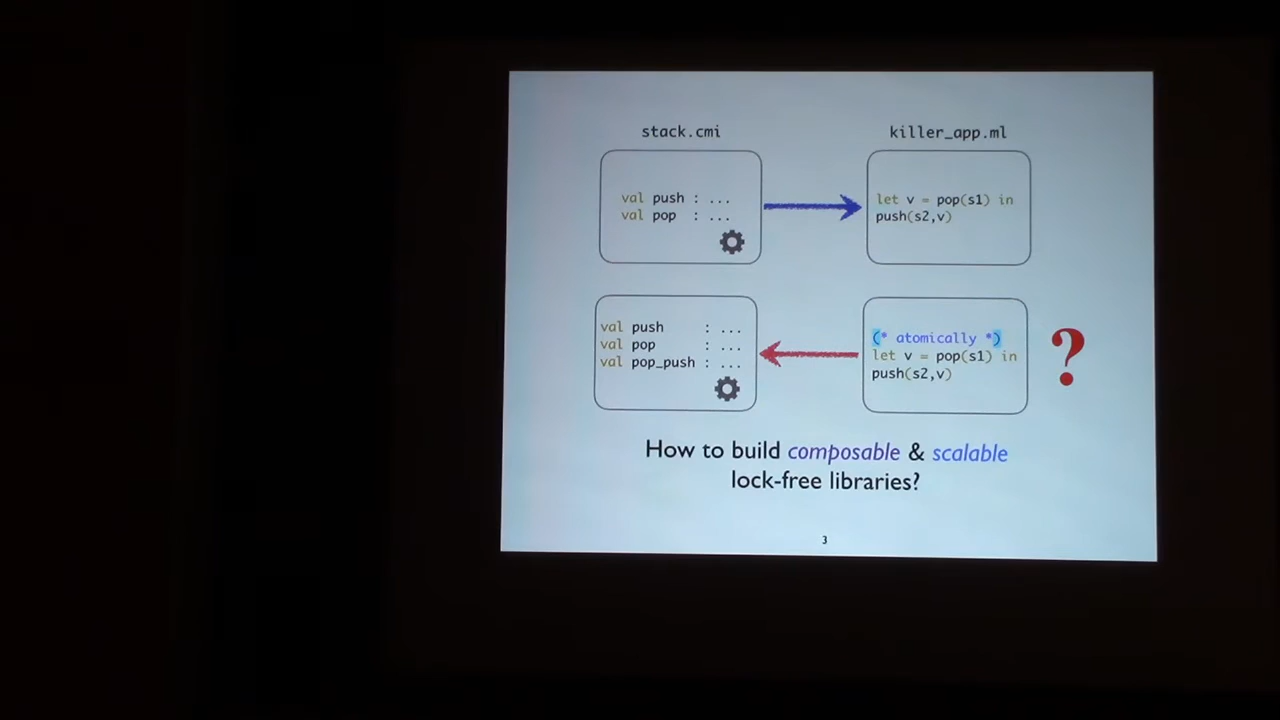 stack.cmi
val push : ...
val pop : ...
killer_app.ml
let v = pop(s1) in
push(s2,v)
val push : ...
val pop : ...
val pop_push : ...
(* atomically *)
let v = pop(s1) in
push(s2,v)
?
How to build composable & scalable
lock-free libraries?
3